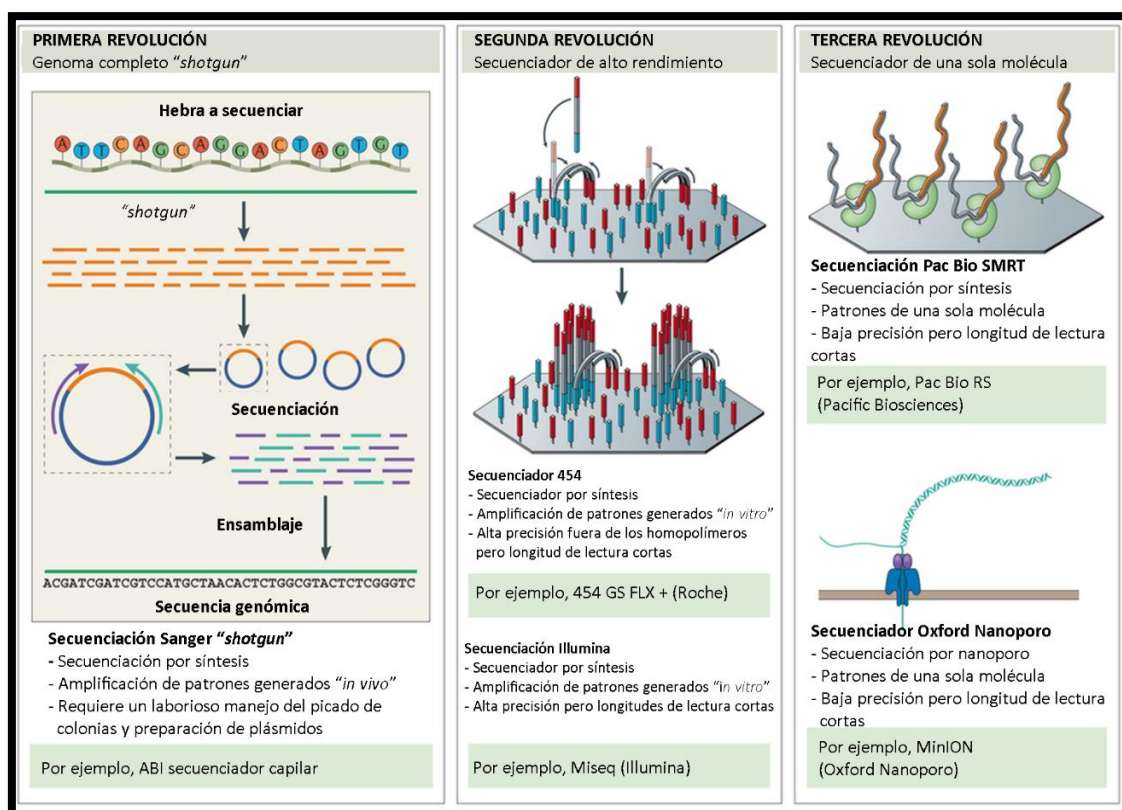 PRIMERA REVOLUCIÓN
Genoma completo “shotgun”
Hebra a secuenciar
A T T C A G C A G G A C T A G T G T
“shotgun”
Secuenciación
Ensamblaje
ACGATCGATCGTCCATGCTAACACTCTGGCGTACTCTCGGGTC
Secuencia genómica
Secuenciación Sanger “shotgun”
- Secuenciación por síntesis
- Amplificación de patrones generados “in vivo”
- Requiere un laborioso manejo del picado de
colonias y preparación de plásmidos
Por ejemplo, ABI secuenciador capilar
SEGUNDA REVOLUCIÓN
Secuenciador de alto rendimiento
Secuenciador 454
- Secuenciador por síntesis
- Amplificación de patrones generados “in vitro”
- Alta precisión fuera de los homopolímeros
pero longitud de lectura cortas
Por ejemplo, 454 GS FLX + (Roche)
Secuenciación Illumina
- Secuenciador por síntesis
- Amplificación de patrones generados “in vitro”
- Alta precisión pero longitudes de lectura cortas
Por ejemplo, Miseq (Illumina)
TERCERA REVOLUCIÓN
Secuenciador de una sola molécula
Secuenciación Pac Bio SMRT
- Secuenciación por síntesis
- Patrones de una sola molécula
- Baja precisión pero longitud de lectura
cortas
Por ejemplo, Pac Bio RS
(Pacific Biosciences)
Secuenciador Oxford Nanoporo
- Secuenciación por nanoporo
- Patrones de una sola molécula
- Baja precisión pero longitud de lectura
cortas
Por ejemplo, MinION
(Oxford Nanoporo)